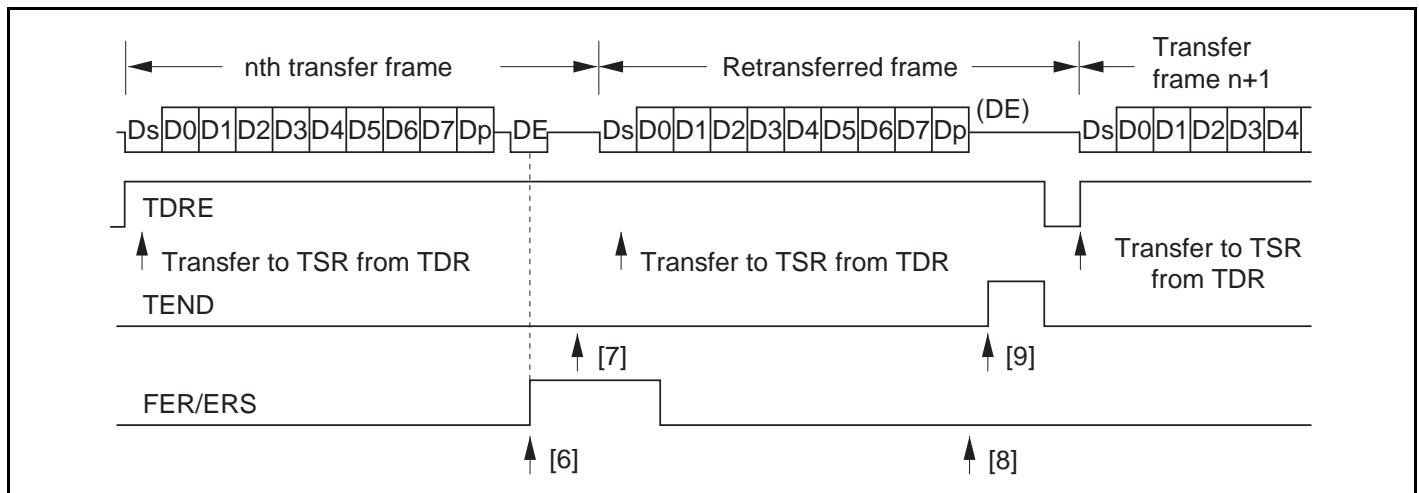 nth transfer frame
Retransferred frame
Transfer
frame n+1
Ds D0 D1 D2 D3 D4 D5 D6 D7 Dp DE
Ds D0 D1 D2 D3 D4 D5 D6 D7 Dp (DE)
Ds D0 D1 D2 D3 D4
TDRE
Transfer to TSR from TDR
Transfer to TSR from TDR
Transfer to TSR
from TDR
TEND
[7]
[9]
FER/ERS
[6]
[8]